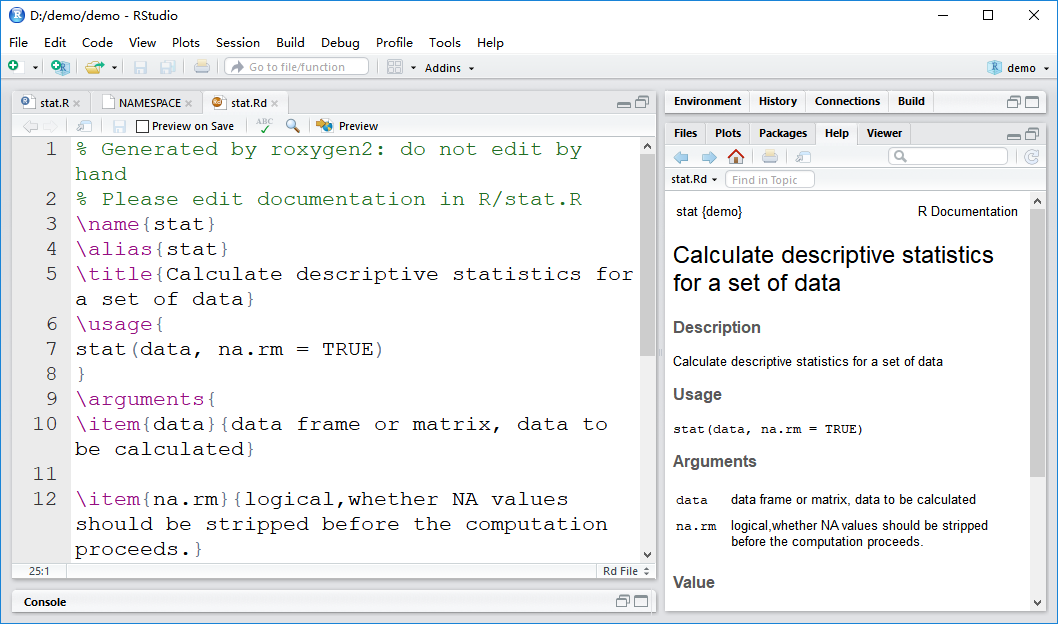 D:/demo/demo - RStudio
File Edit Code View Plots Session Build Debug Profile Tools Help
Go to file/function Addins demo
stat.R NAMESPACE stat.Rd
Preview on Save ABC Preview
1 % Generated by roxygen2: do not edit by
hand
2 % Please edit documentation in R/stat.R
3 \name{stat}
4 \alias{stat}
5 \title{Calculate descriptive statistics for
a set of data}
6 \usage{
7 stat(data, na.rm = TRUE)
8 }
9 \arguments{
10 \item{data}{data frame or matrix, data to
be calculated}
11
12 \item{na.rm}{logical,whether NA values
should be stripped before the computation
proceeds.}
25:1 Rd File
Console
Environment History Connections Build
Files Plots Packages Help Viewer
stat.Rd Find in Topic
stat {demo} R Documentation
Calculate descriptive statistics
for a set of data
Description
Calculate descriptive statistics for a set of data
Usage
stat(data, na.rm = TRUE)
Arguments
data data frame or matrix, data to be calculated
na.rm logical,whether NA values should be stripped
before the computation proceeds.
Value